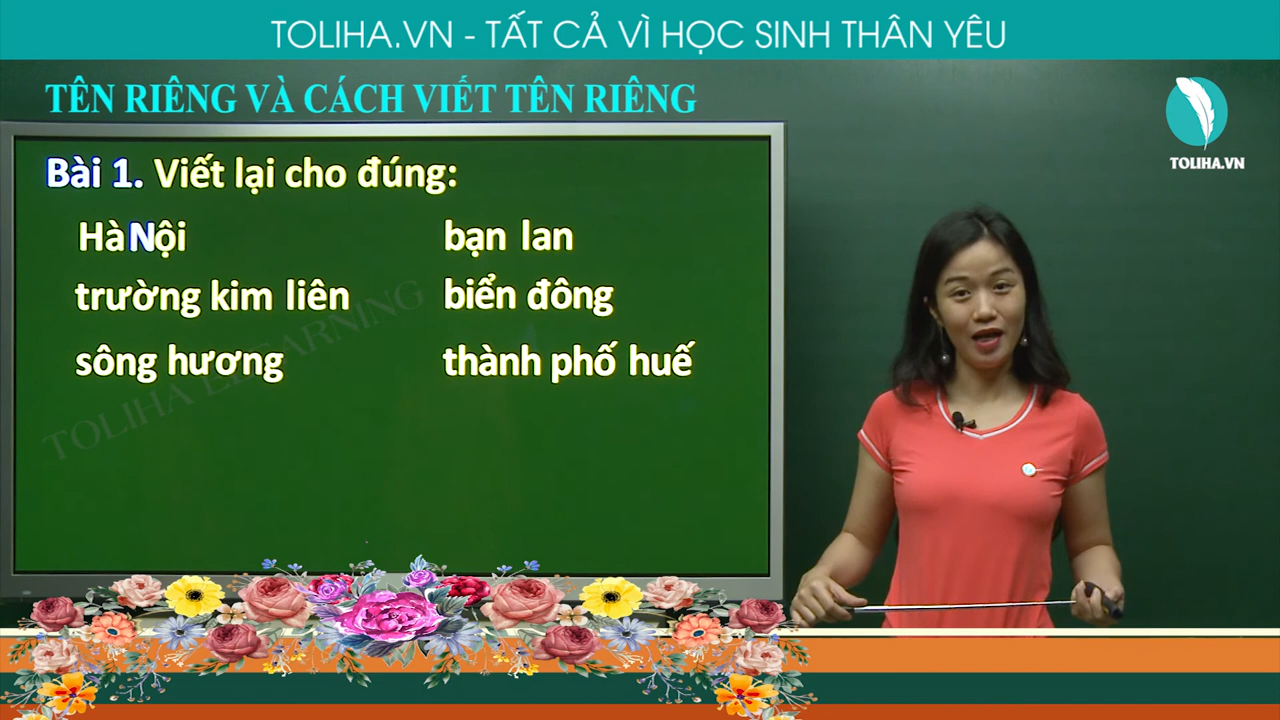 TOLIHA.VN - TẤT CẢ VÌ HỌC SINH THÂN YÊU
TÊN RIÊNG VÀ CÁCH VIẾT TÊN RIÊNG
TOLIHA.VN
Bài 1. Viết lại cho đúng:
Hà Nội bạn lan
trường kim liên biển đông
sông hương thành phố huế
TOLIHA LEARNING